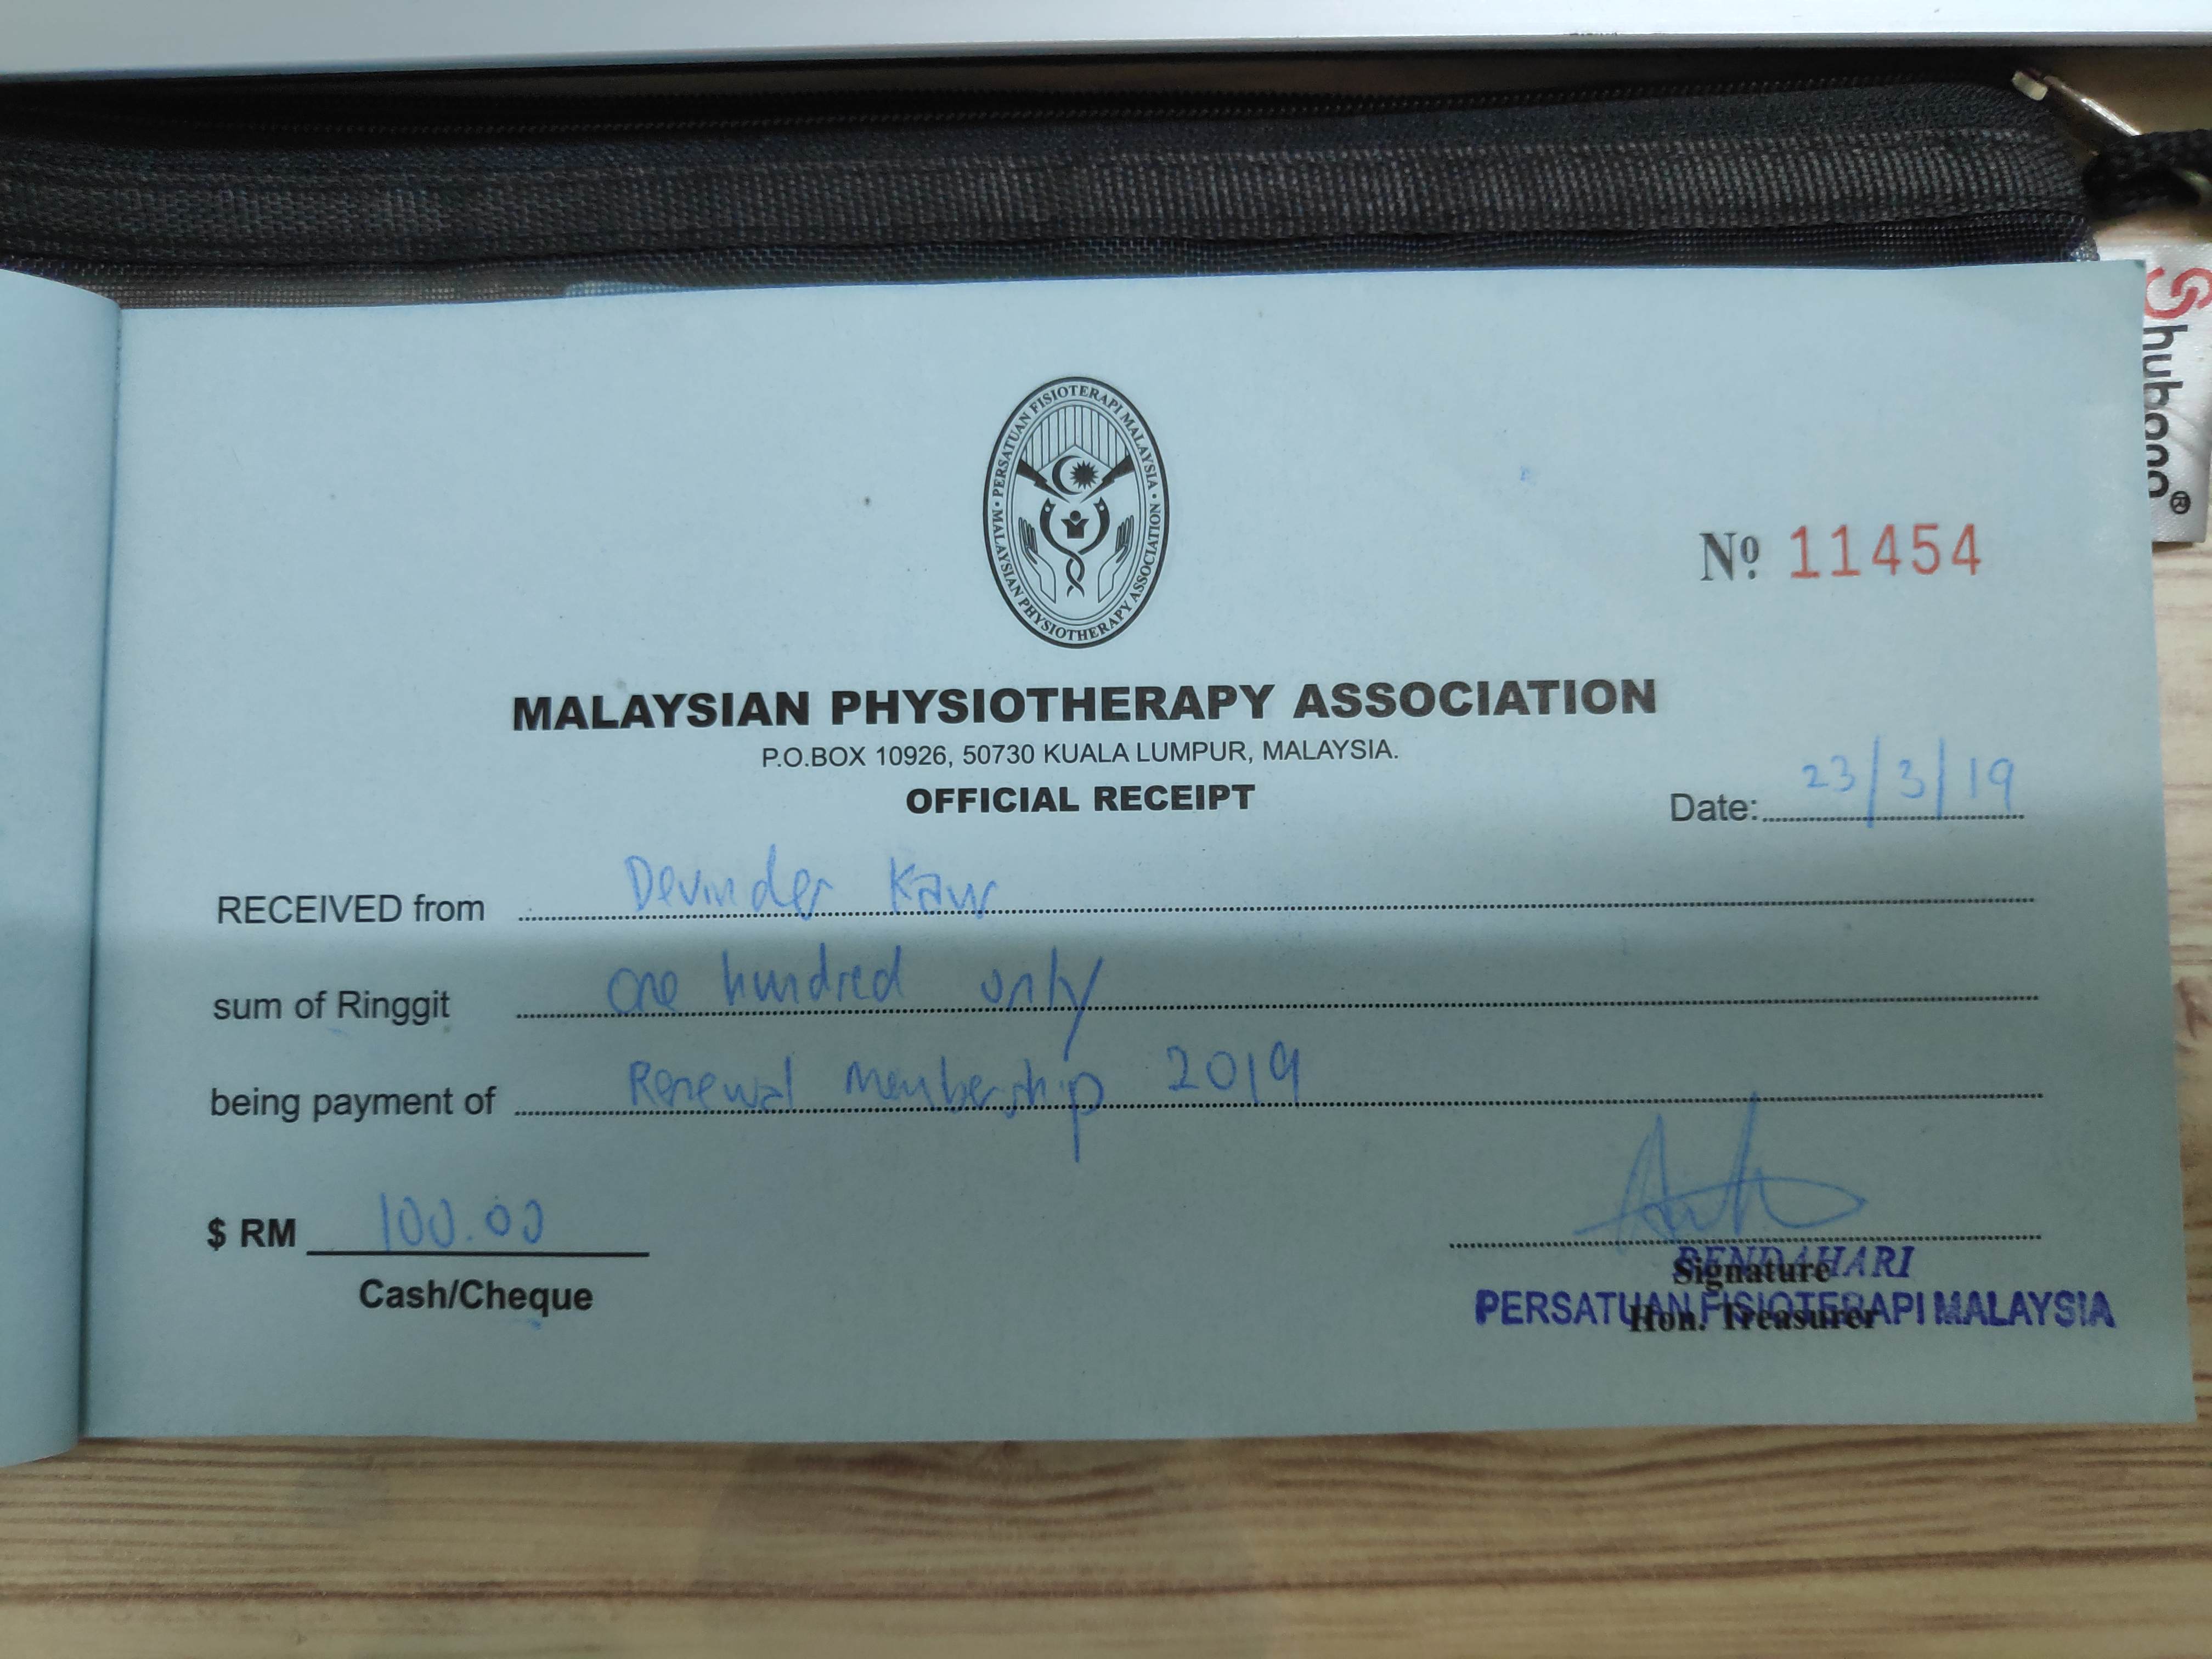 PERSATUAN FISIOTERAPI MALAYSIA • MALAYSIAN PHYSIOTHERAPY ASSOCIATION •
Shuboo®
Nº 11454
MALAYSIAN PHYSIOTHERAPY ASSOCIATION
P.O.BOX 10926, 50730 KUALA LUMPUR, MALAYSIA.
OFFICIAL RECEIPT
Date: 23/3/19
RECEIVED from Devinder Kaur
sum of Ringgit One hundred only
being payment of Renewal Membership 2019
$ RM 100.00
Cash/Cheque
BENDAHARI
Signature
PERSATUAN FISIOTERAPI MALAYSIA
Hon. Treasurer